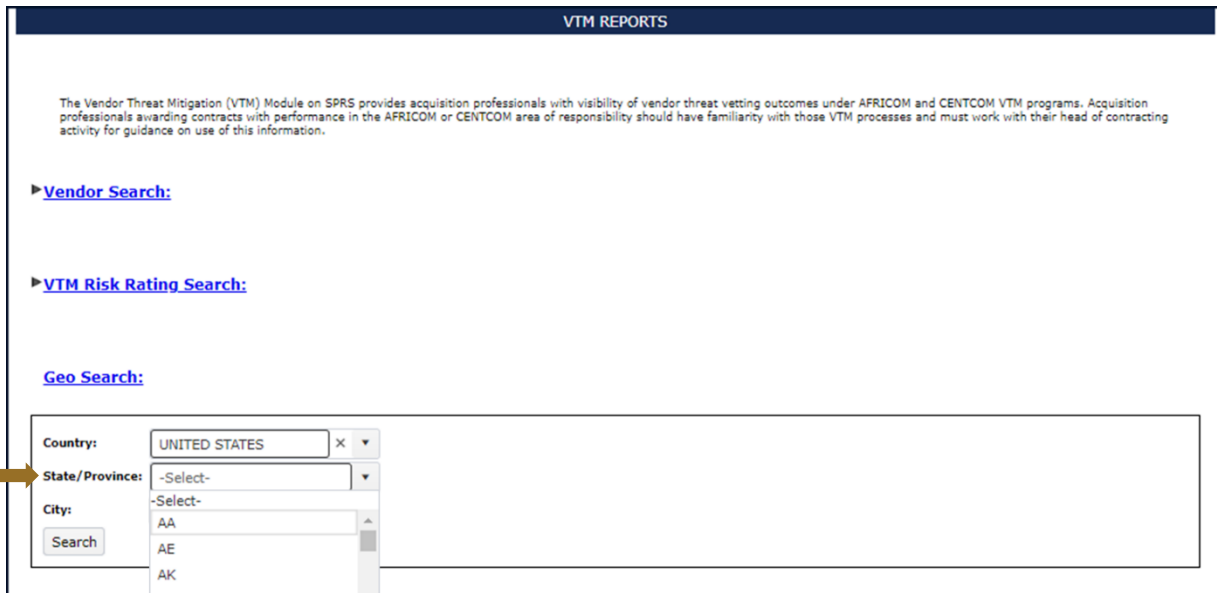 VTM REPORTS
The Vendor Threat Mitigation (VTM) Module on SPRS provides acquisition professionals with visibility of vendor threat vetting outcomes under AFRICOM and CENTCOM VTM programs. Acquisition
professionals awarding contracts with performance in the AFRICOM or CENTCOM area of responsibility should have familiarity with those VTM processes and must work with their head of contracting
activity for guidance on use of this information.
Vendor Search:
VTM Risk Rating Search:
Geo Search:
Country: UNITED STATES
State/Province: -Select-
-Select-
City:
AA
Search
AE
AK